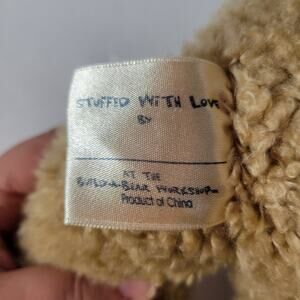 STUFFED WITH LOVE
BY
AT THE
BUILD-A-BEAR WORKSHOP
Product of China